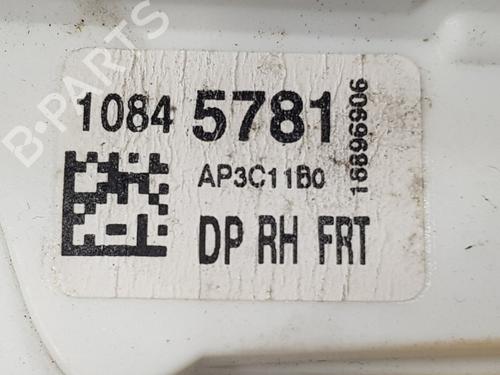 1084 5781
16896906
AP3C11B0
DP RH FRT
B-PARTS